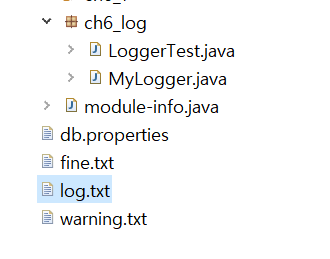 ch6_log
LoggerTest.java
MyLogger.java
module-info.java
db.properties
fine.txt
log.txt
warning.txt